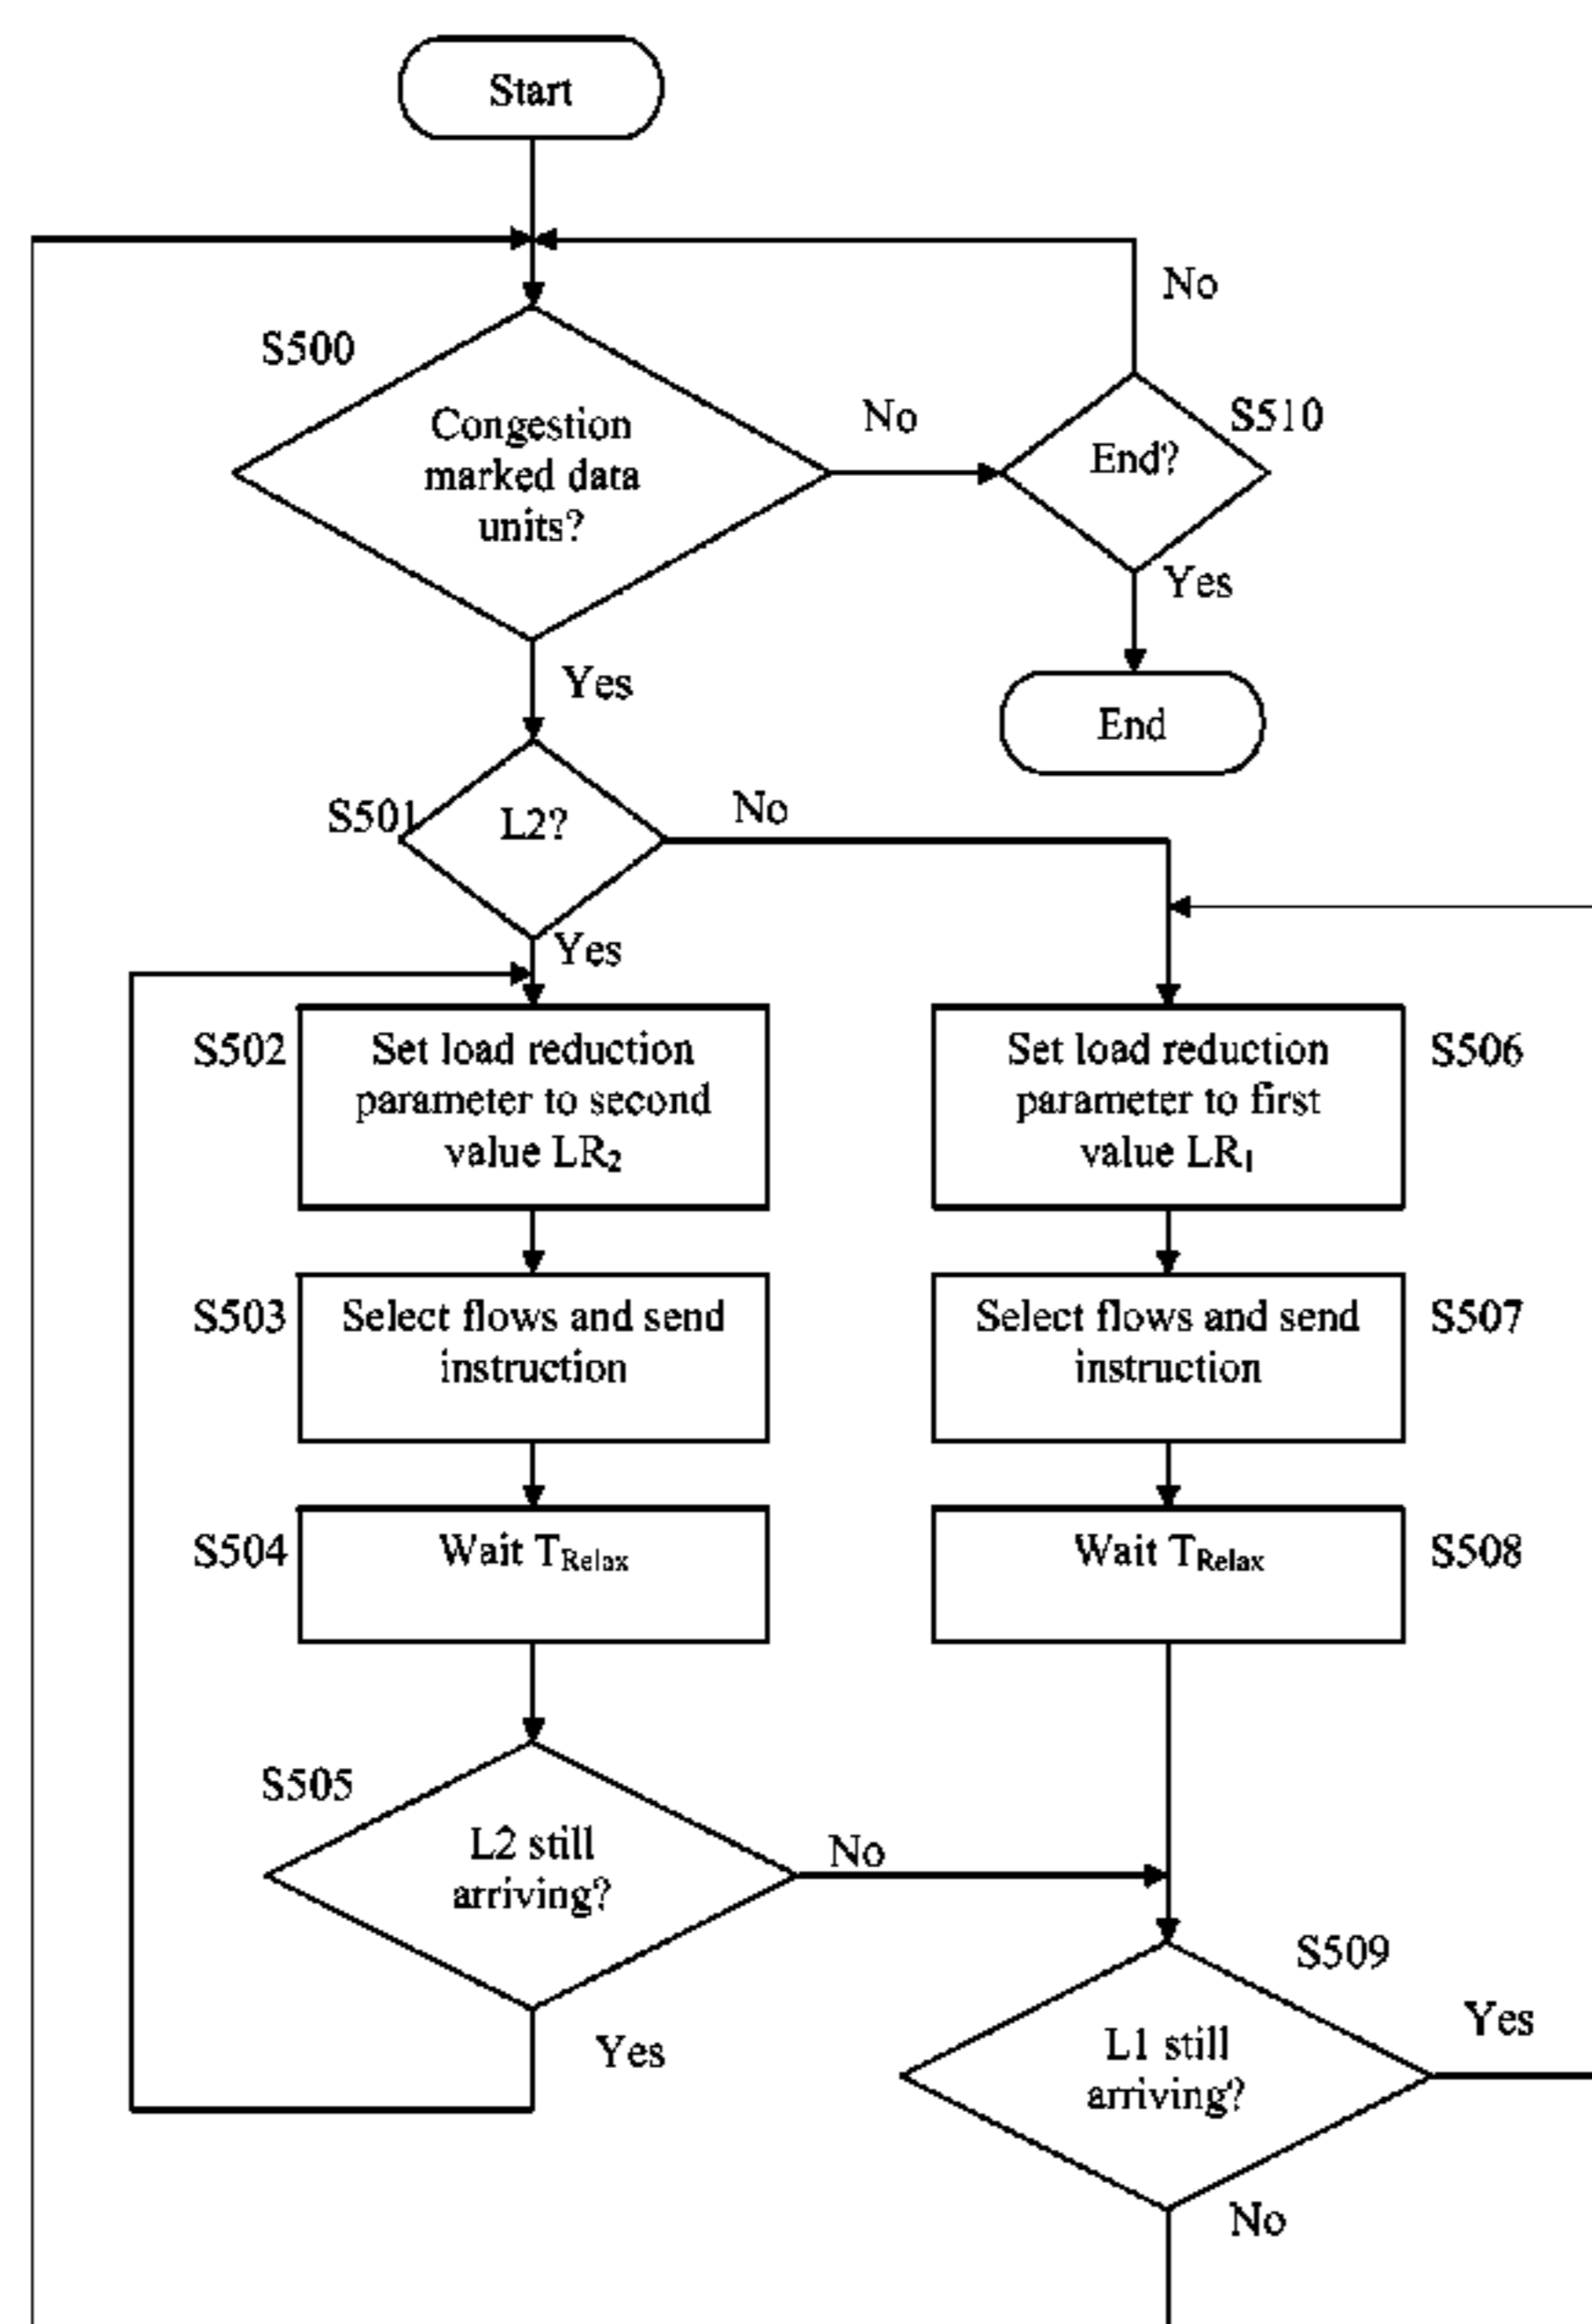 Start
No
S500
Congestion
marked data
units?
No
S510
End?
Yes
Yes
End
S501
L2?
No
Yes
S502
Set load reduction
parameter to second
value LR2
Set load reduction
parameter to first
value LR1
S506
S503
Select flows and send
instruction
Select flows and send
instruction
S507
S504
Wait TRelax
Wait TRelax
S508
S505
L2 still
arriving?
No
S509
Yes
L1 still
arriving?
Yes
No